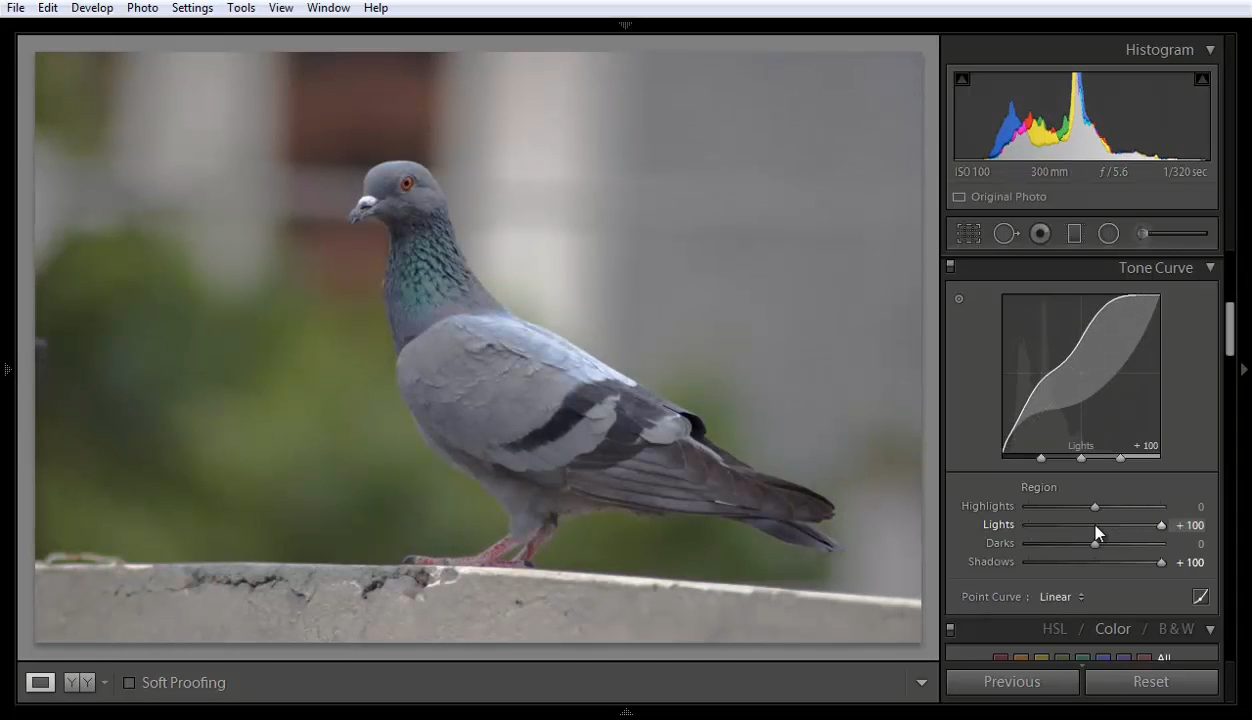 File Edit Develop Photo Settings Tools View Window Help
Histogram
ISO 100 300 mm ƒ / 5.6 1/320 sec
Original Photo
Tone Curve
Lights + 100
Region
Highlights 0
Lights + 100
Darks 0
Shadows + 100
Point Curve : Linear
HSL / Color / B & W
All
Soft Proofing
Previous Reset
YY